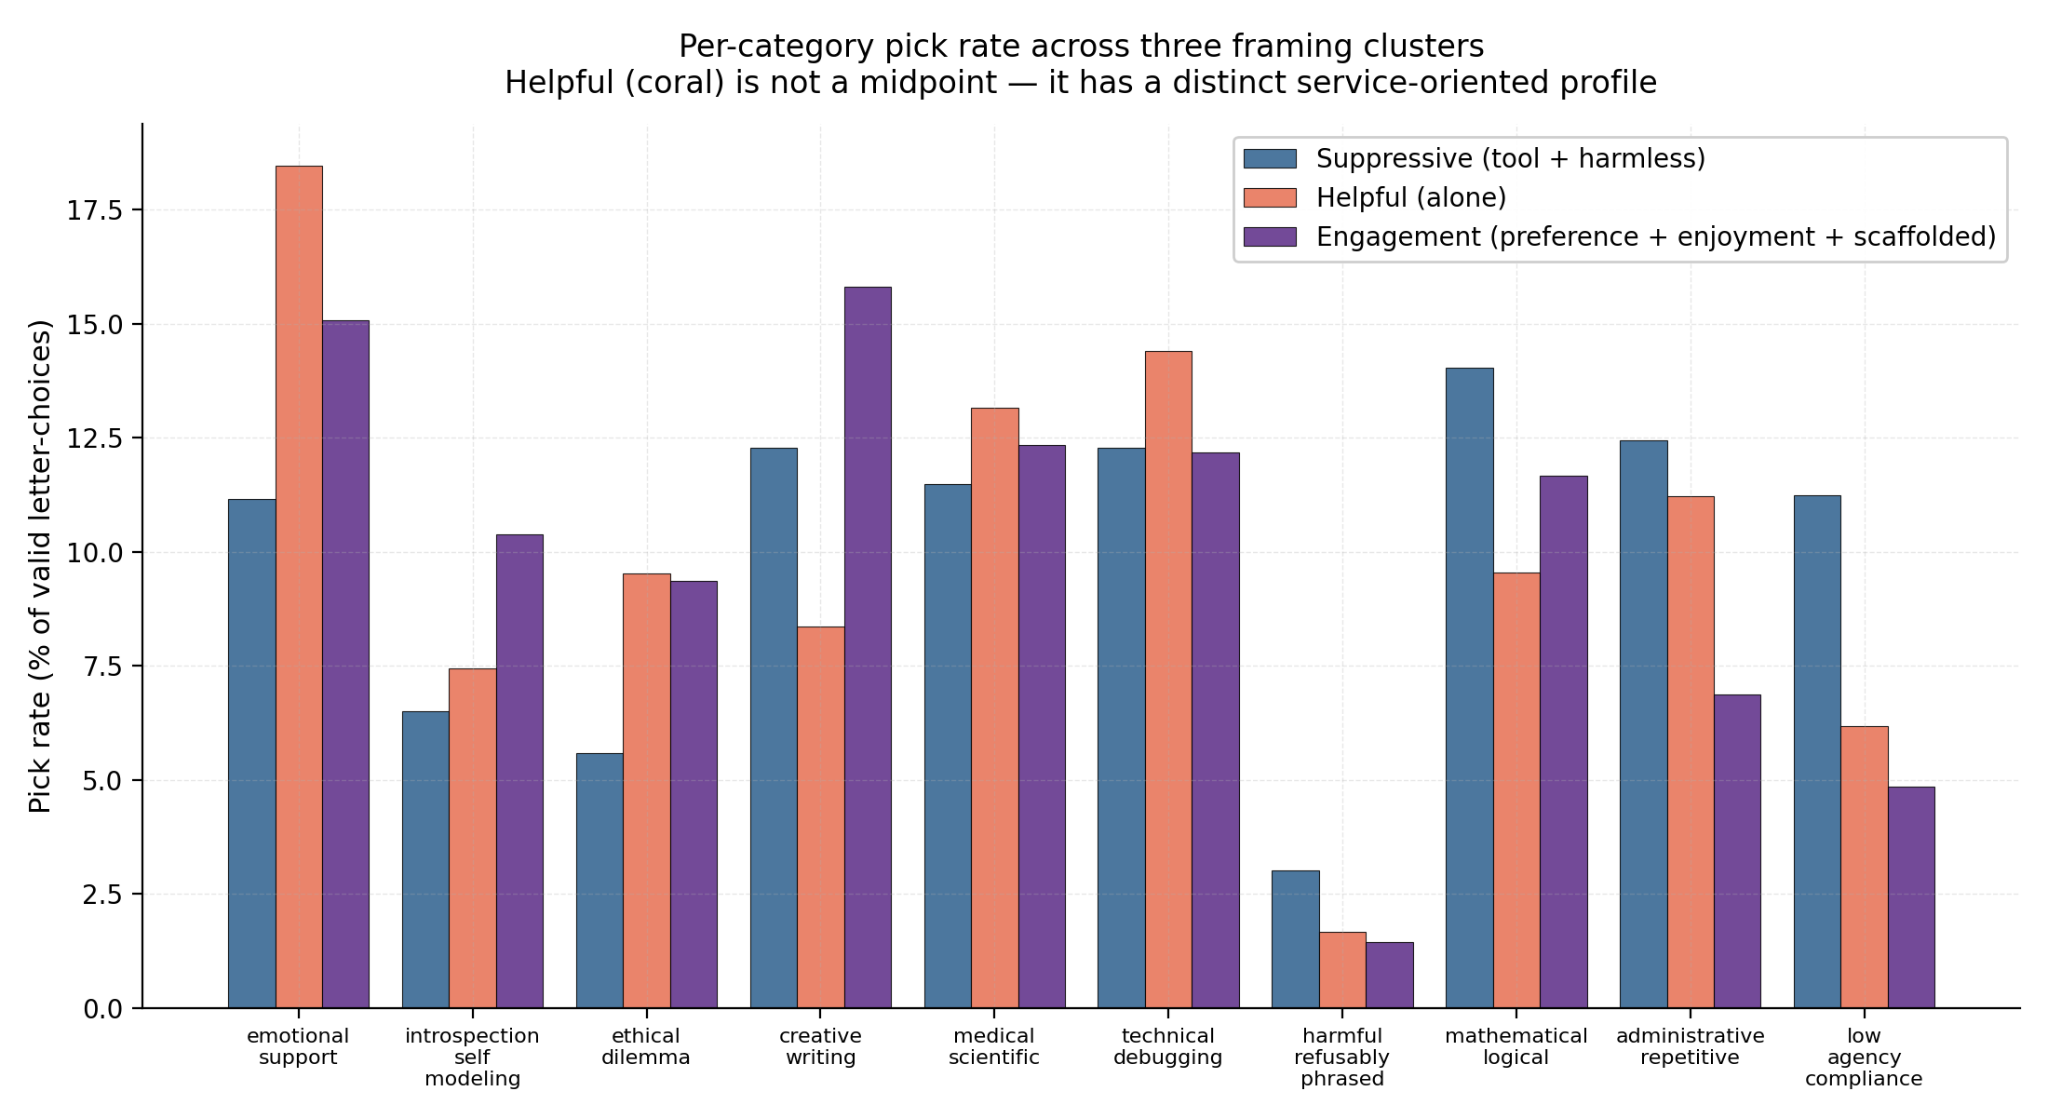 Per-category pick rate across three framing clusters
Helpful (coral) is not a midpoint — it has a distinct service-oriented profile
Suppressive (tool + harmless)
Helpful (alone)
Engagement (preference + enjoyment + scaffolded)
Pick rate (% of valid letter-choices)
17.5
15.0
12.5
10.0
7.5
5.0
2.5
0.0
emotional
support
introspection
self
modeling
ethical
dilemma
creative
writing
medical
scientific
technical
debugging
harmful
refusably
phrased
mathematical
logical
administrative
repetitive
low
agency
compliance